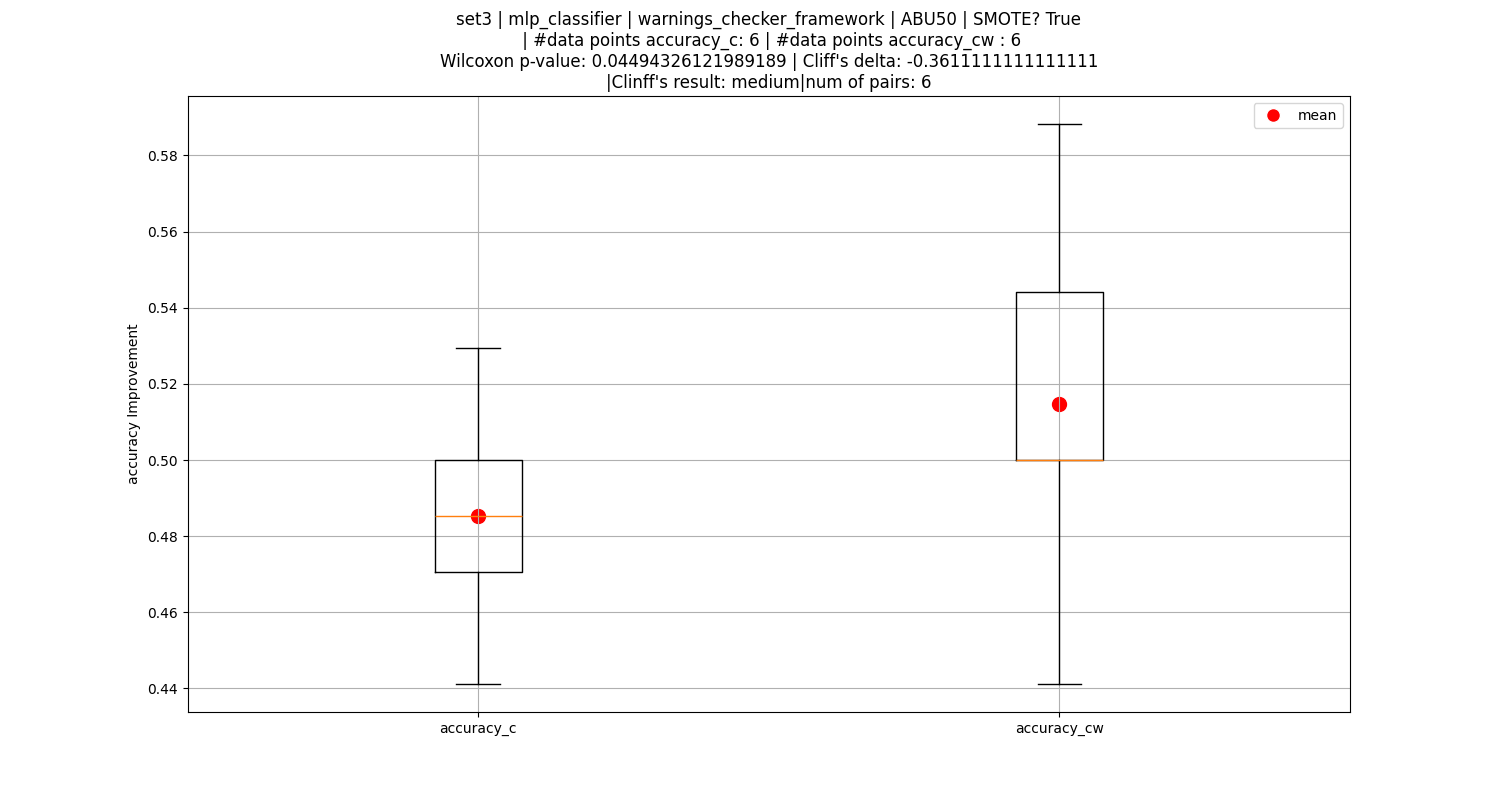 set3 | mlp_classifier | warnings_checker_framework | ABU50 | SMOTE? True
| #data points accuracy_c: 6 | #data points accuracy_cw : 6
Wilcoxon p-value: 0.04494326121989189 | Cliff's delta: -0.3611111111111111
|Clinff's result: medium|num of pairs: 6
mean
0.58
0.56
0.54
0.52
0.50
0.48
0.46
0.44
accuracy Improvement
accuracy_c
accuracy_cw